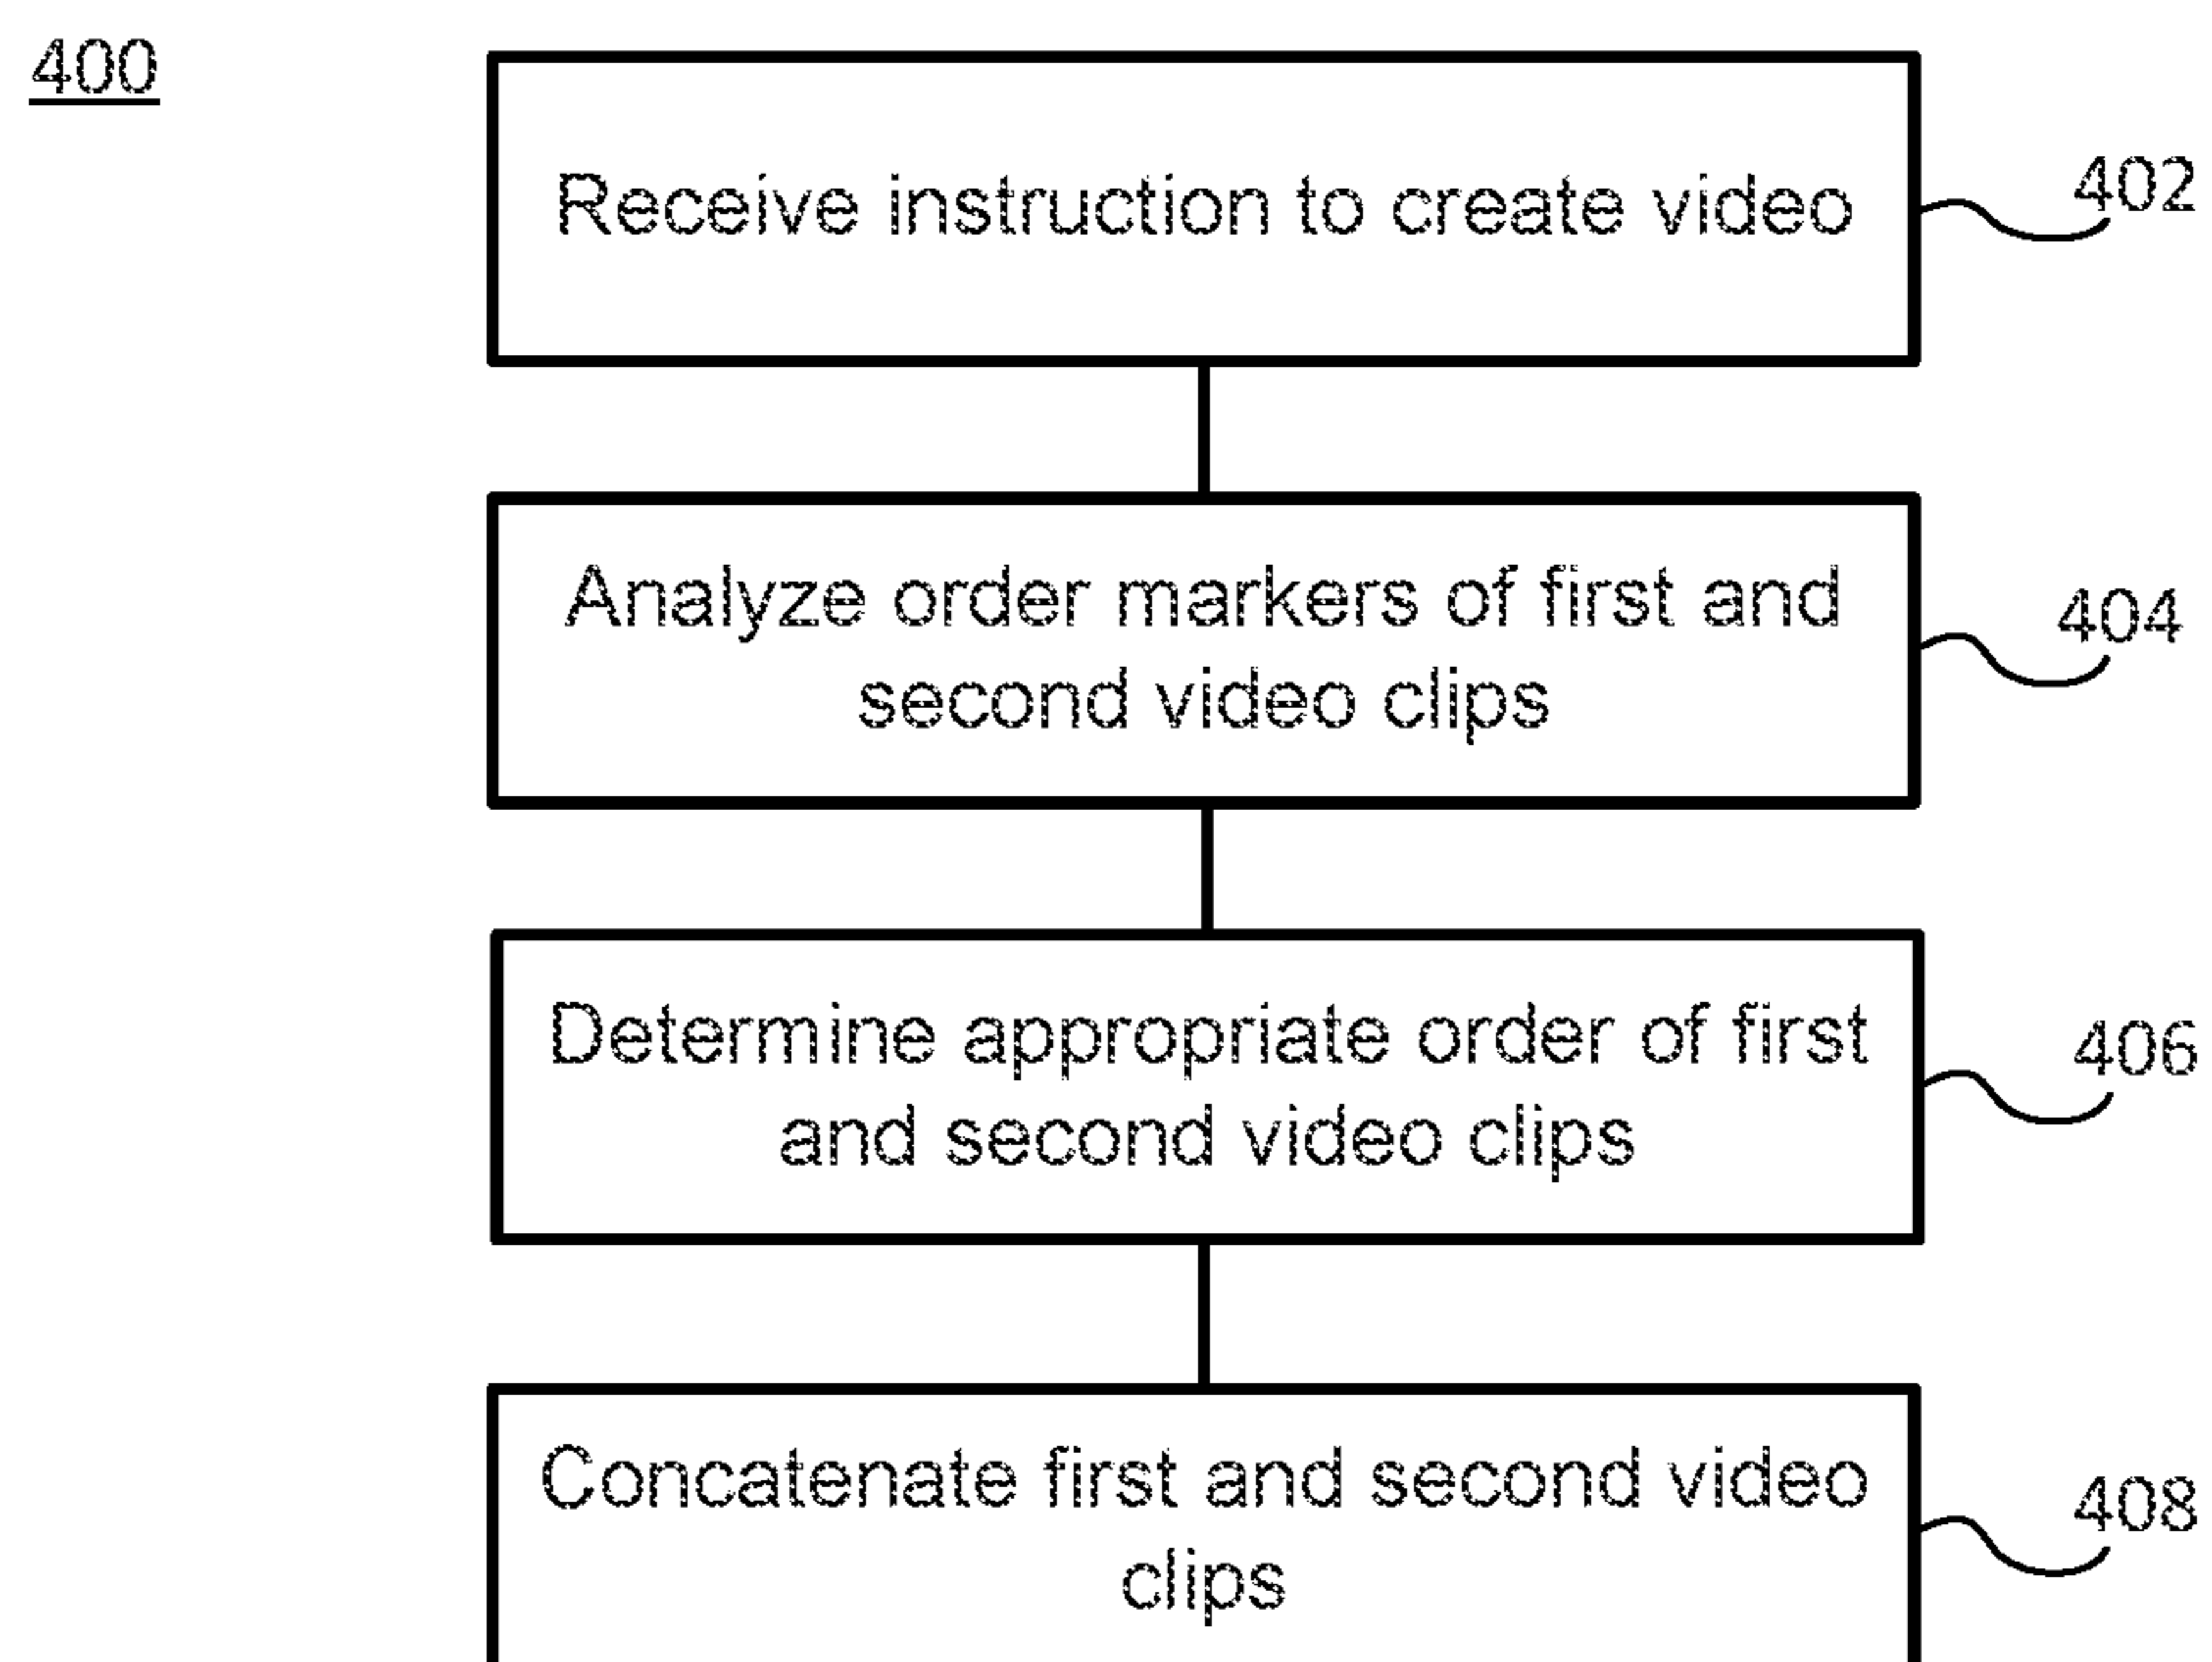 400
Receive instruction to create video
402
Analyze order markers of first and
second video clips
404
Determine appropriate order of first
and second video clips
406
Concatenate first and second video
clips
408